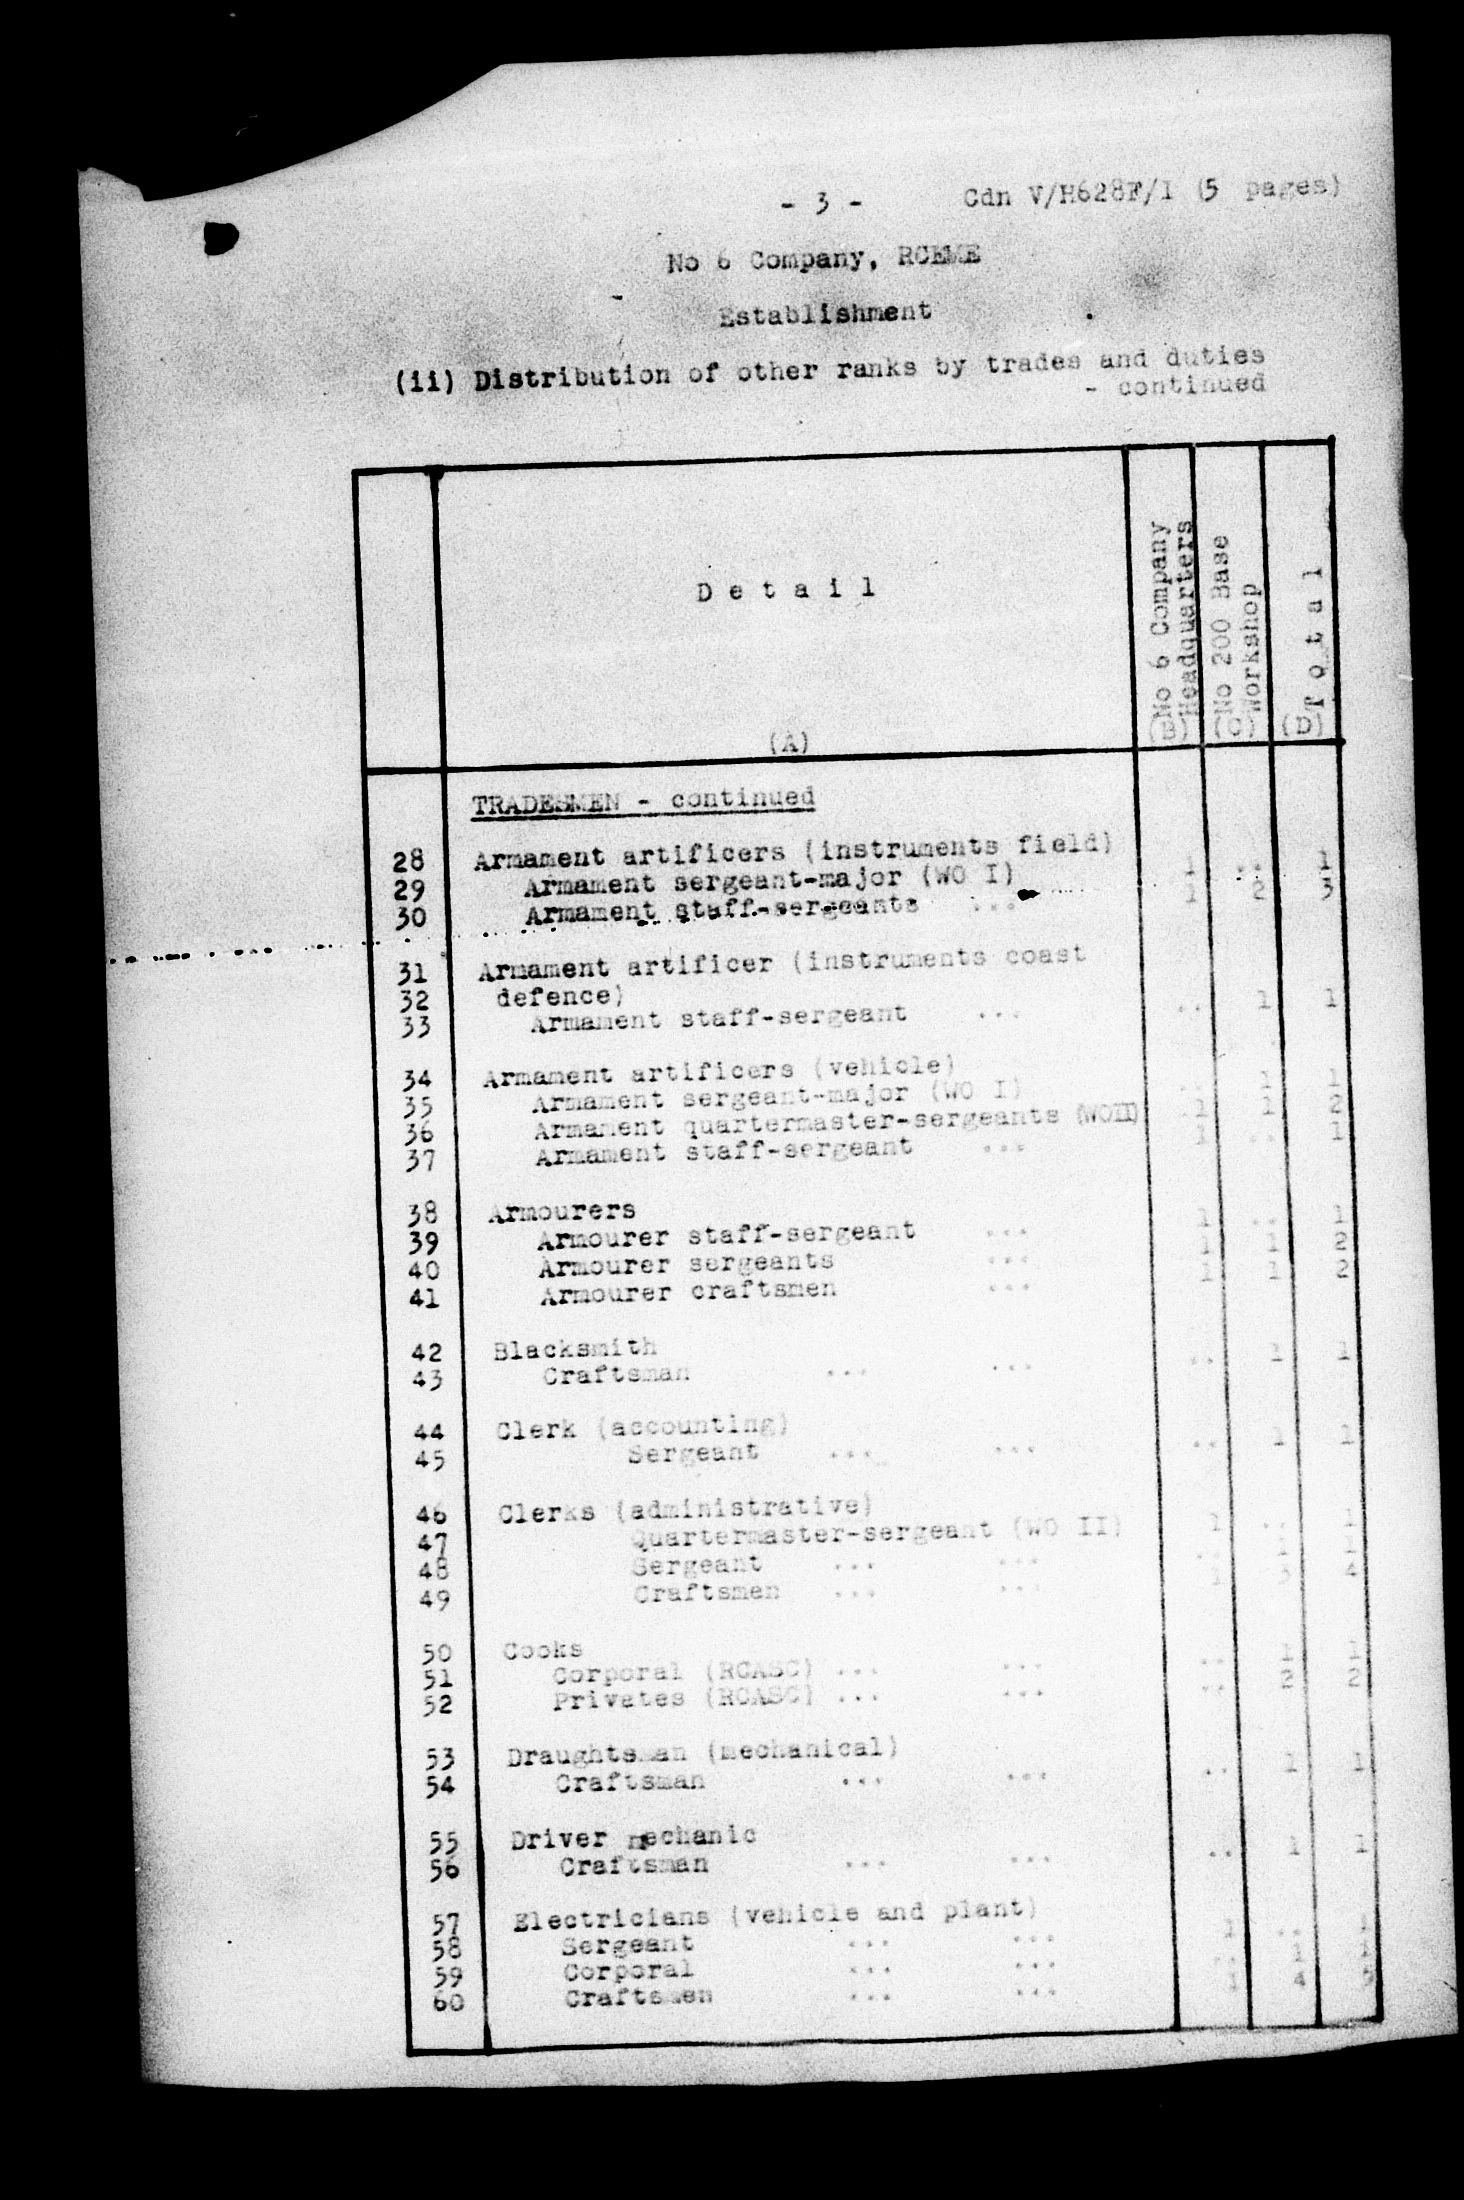 - 3 - Cdn V/H628F/1 (5 pages)
No 6 Company, RCEME
Establishment
(ii) Distribution of other ranks by trades and duties
- continued
D e t a i l
(A)
No 6 Company
Headquarters
(B)
No 200 Base
Workshop
(C)
T o t a l
(D)
TRADESMEN - continued
28 Armament artificers (instruments field)
29 Armament sergeant-major (WO I) 1 .. 1
30 Armament staff-sergeants ... 1 2 3
31 Armament artificer (instruments coast
32 defence)
33 Armament staff-sergeant ... .. 1 1
34 Armament artificers (vehicle)
35 Armament sergeant-major (WO I) .. 1 1
36 Armament quartermaster-sergeants (WOII) 1 1 2
37 Armament staff-sergeant ... 1 .. 1
38 Armourers
39 Armourer staff-sergeant ... 1 .. 1
40 Armourer sergeants ... 1 1 2
41 Armourer craftsmen ... 1 1 2
42 Blacksmith
43 Craftsman ... ... .. 1 1
44 Clerk (accounting)
45 Sergeant ... ... .. 1 1
46 Clerks (administrative)
47 Quartermaster-sergeant (WO II) 1 .. 1
48 Sergeant ... ... .. 1 1
49 Craftsmen ... ... 1 3 4
50 Cooks
51 Corporal (RCASC) ... ... .. 1 1
52 Privates (RCASC) ... ... .. 2 2
53 Draughtsman (mechanical)
54 Craftsman ... ... .. 1 1
55 Driver mechanic
56 Craftsman ... ... .. 1 1
57 Electricians (vehicle and plant)
58 Sergeant ... ... 1 .. 1
59 Corporal ... ... .. 1 1
60 Craftsmen ... ... 1 4 5